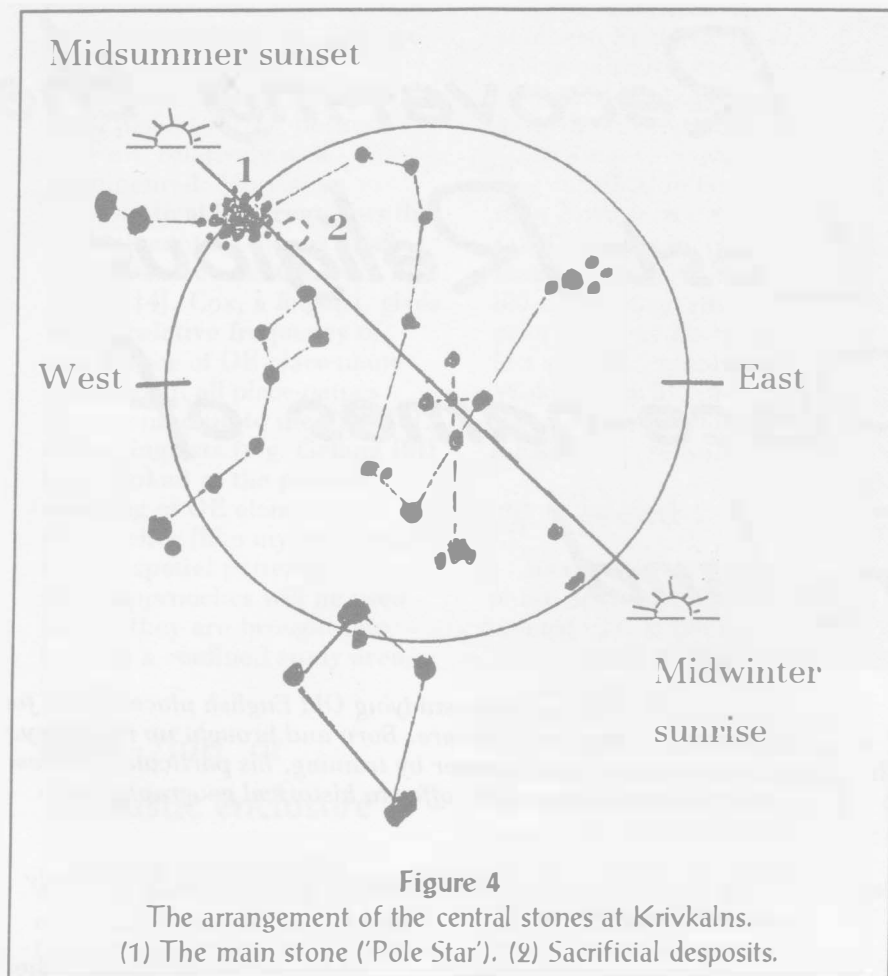 Midsummer sunset
1
2
West
East
Midwinter
sunrise
Figure 4
The arrangement of the central stones at Krivkalns.
(1) The main stone ('Pole Star'). (2) Sacrificial desposits.